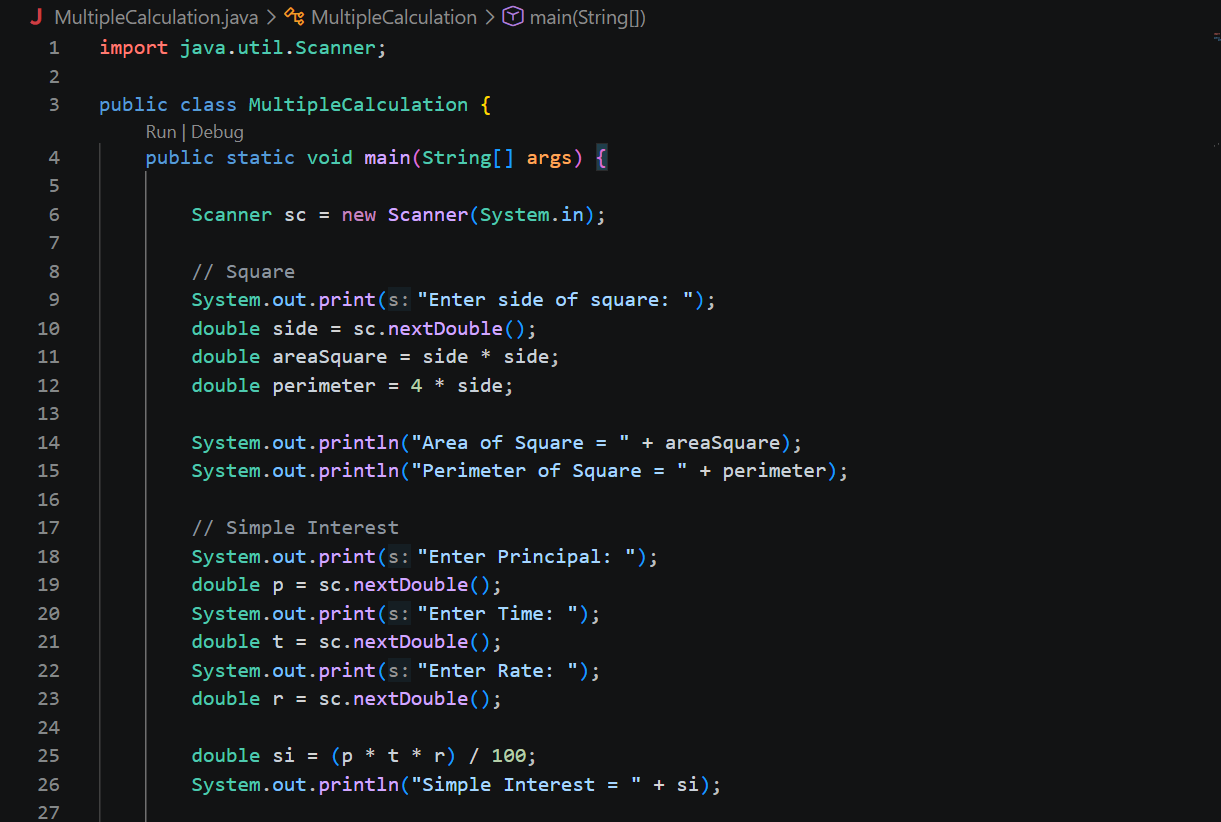 MultipleCalculation.java > MultipleCalculation > main(String[])
1 import java.util.Scanner;
2
3 public class MultipleCalculation {
Run | Debug
4 public static void main(String[] args) {
5
6 Scanner sc = new Scanner(System.in);
7
8 // Square
9 System.out.print(s: "Enter side of square: ");
10 double side = sc.nextDouble();
11 double areaSquare = side * side;
12 double perimeter = 4 * side;
13
14 System.out.println("Area of Square = " + areaSquare);
15 System.out.println("Perimeter of Square = " + perimeter);
16
17 // Simple Interest
18 System.out.print(s: "Enter Principal: ");
19 double p = sc.nextDouble();
20 System.out.print(s: "Enter Time: ");
21 double t = sc.nextDouble();
22 System.out.print(s: "Enter Rate: ");
23 double r = sc.nextDouble();
24
25 double si = (p * t * r) / 100;
26 System.out.println("Simple Interest = " + si);
27